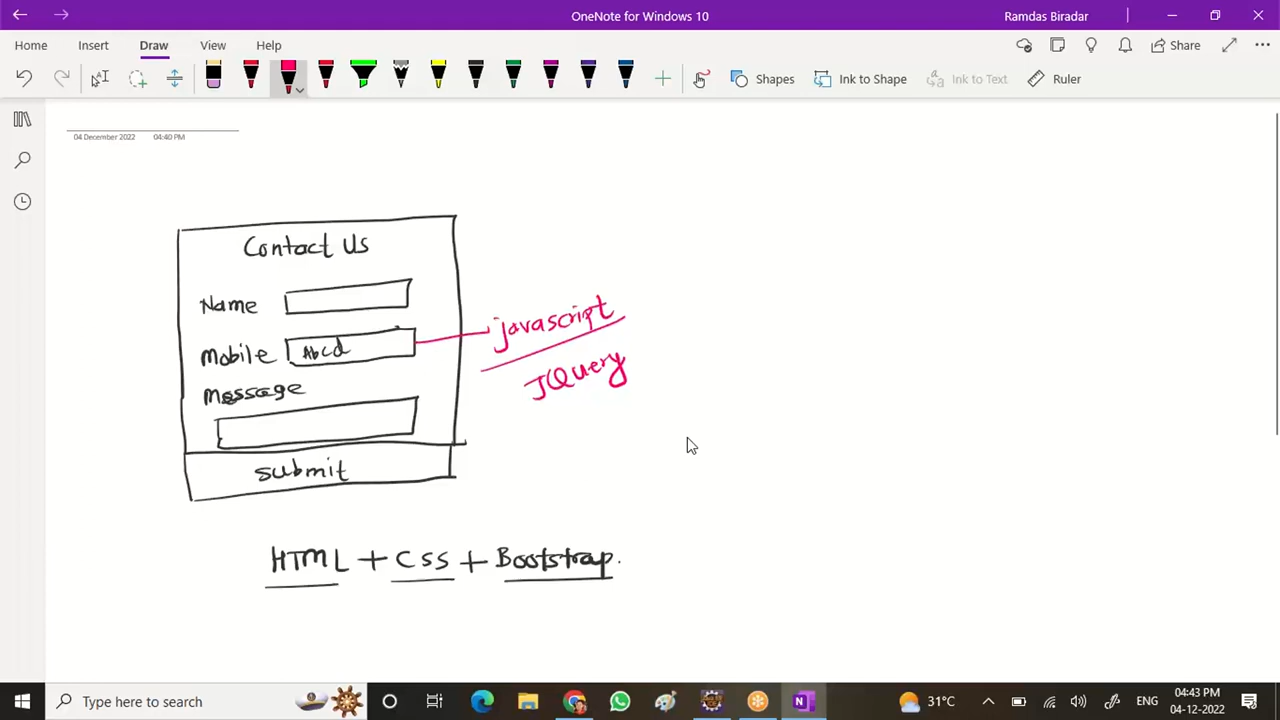 OneNote for Windows 10
Ramdas Biradar
Home Insert Draw View Help
Share
Shapes Ink to Shape Ink to Text Ruler
04 December 2022 04:40 PM
Contact Us
Name
Mobile Abcd
Message
submit
javascript
JQuery
HTML + CSS + Bootstrap.
Type here to search
31°C
ENG
04:43 PM
04-12-2022